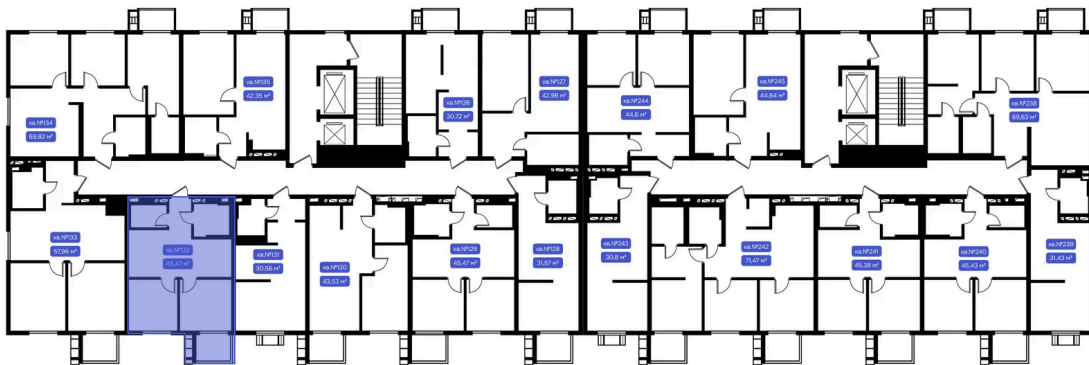 кв.№135
42,35 м²
кв.№126
30,72 м²
кв.№127
42,98 м²
кв.№244
44,6 м²
кв.№245
44,64 м²
кв.№238
69,63 м²
кв.№134
69,82 м²
кв.№133
57,96 м²
кв.№132
45,47 м²
кв.№131
30,56 м²
кв.№130
43,53 м²
кв.№129
45,47 м²
кв.№128
31,57 м²
кв.№243
30,8 м²
кв.№242
71,47 м²
кв.№241
45,38 м²
кв.№240
45,43 м²
кв.№239
31,43 м²